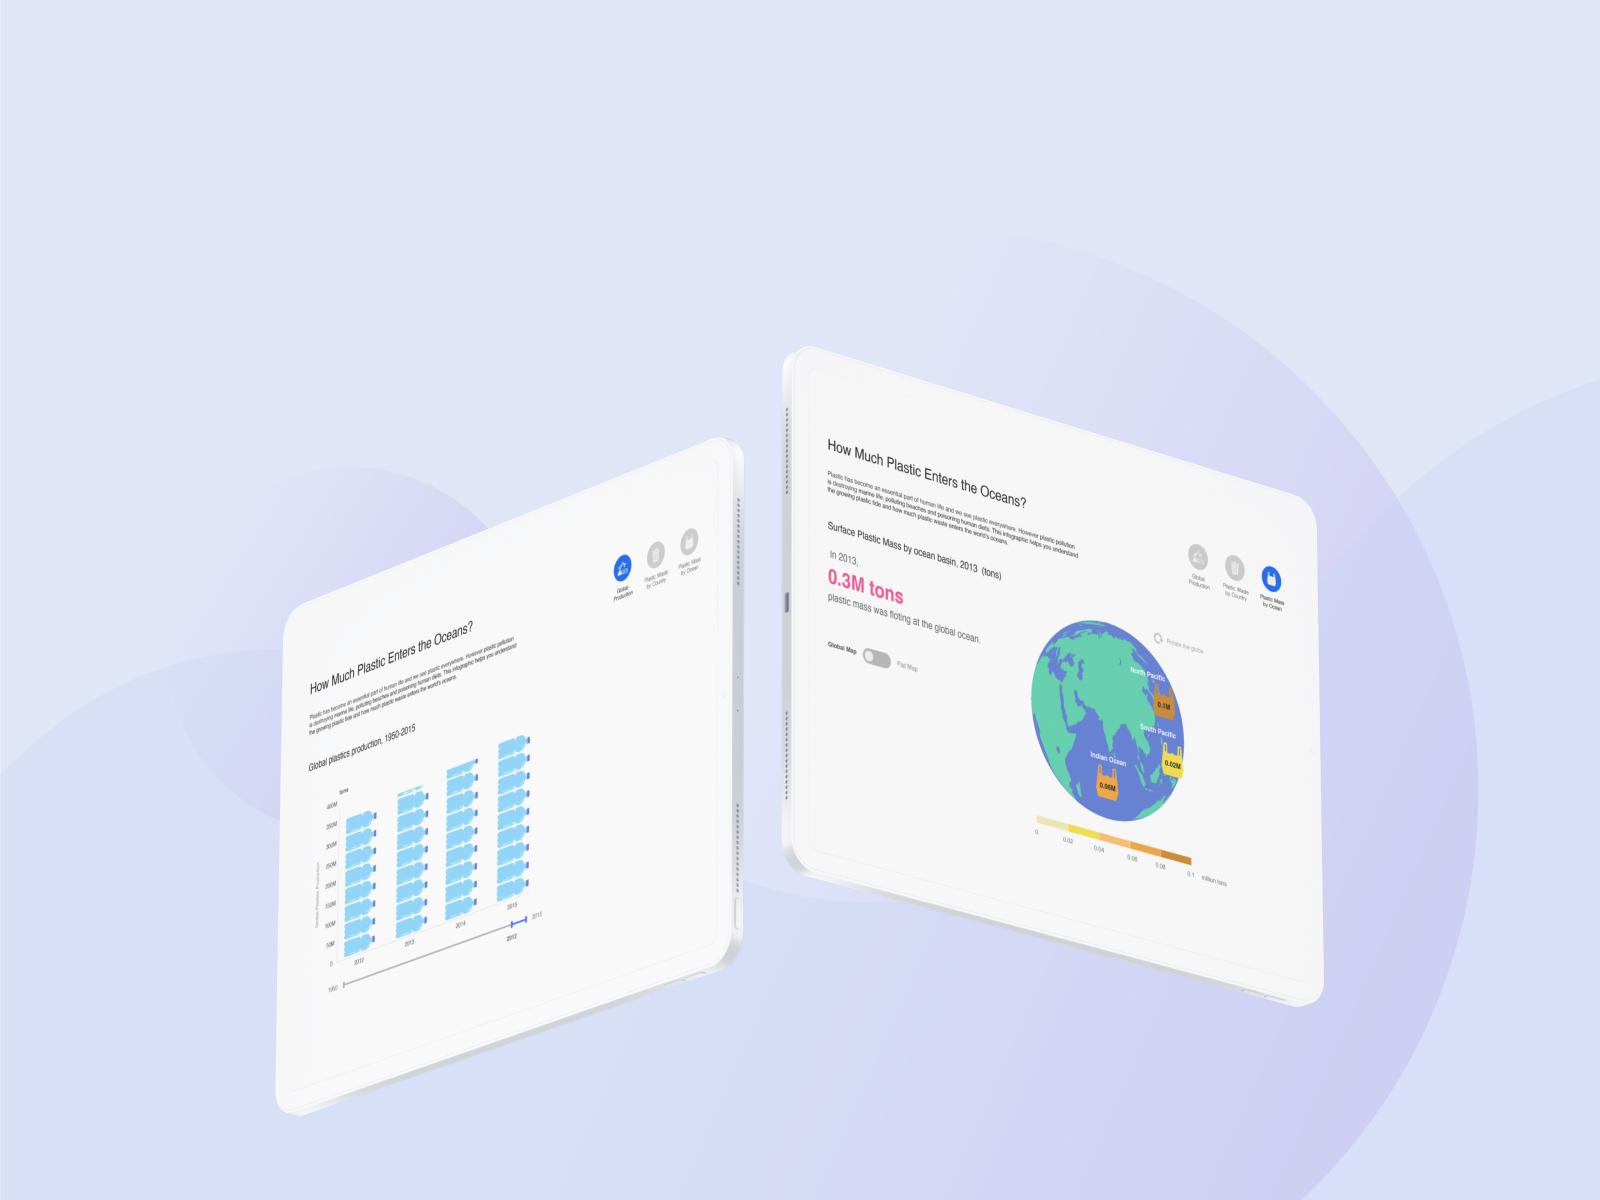 How Much Plastic Enters the Oceans?
Plastic has become an essential part of human life and we see plastic everywhere. However plastic pollution
is destroying marine life, polluting beaches and poisoning human diets. This infographic helps you understand
the growing plastic tide and how much plastic waste enters the world's oceans.
Global
Production
Plastic Waste
by Country
Plastic Mass
by Ocean
Global plastics production, 1950-2015
tons
400M
350M
300M
250M
200M
150M
100M
50M
0
Global Plastics Production
2012
2013
2014
2015
1950
2012
2015
How Much Plastic Enters the Oceans?
Plastic has become an essential part of human life and we see plastic everywhere. However plastic pollution
is destroying marine life, polluting beaches and poisoning human diets. This infographic helps you understand
the growing plastic tide and how much plastic waste enters the world's oceans.
Global
Production
Plastic Waste
by Country
Plastic Mass
by Ocean
Surface Plastic Mass by ocean basin, 2013 (tons)
In 2013,
0.3M tons
plastic mass was floting at the global ocean.
Global Map
Flat Map
Rotate the globe
North Pacific
0.1M
South Pacific
0.02M
Indian Ocean
0.06M
0
0.02
0.04
0.06
0.08
0.1
million tons